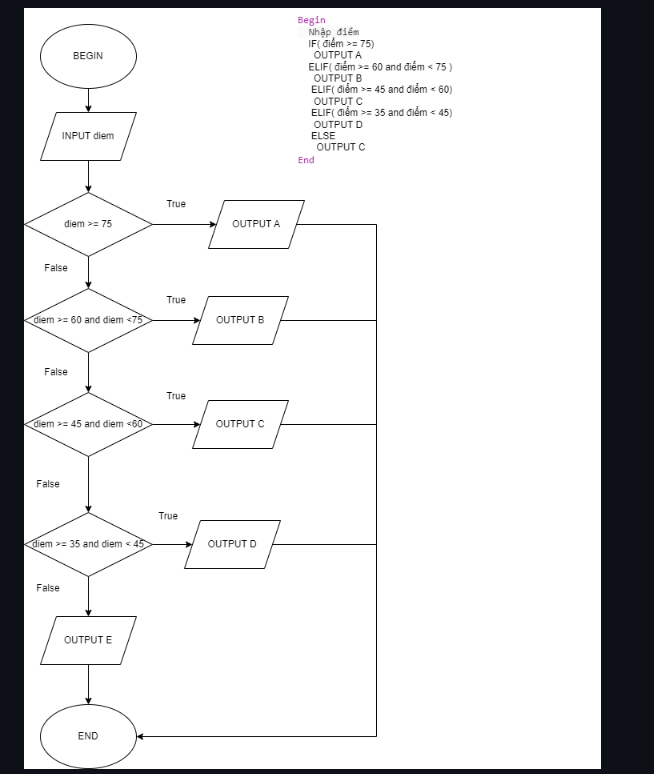 Begin
Nhập điểm
IF( điểm >= 75)
OUTPUT A
ELIF( điểm >= 60 and điểm < 75 )
OUTPUT B
ELIF( điểm >= 45 and điểm < 60)
OUTPUT C
ELIF( điểm >= 35 and điểm < 45)
OUTPUT D
ELSE
OUTPUT C
End
BEGIN
INPUT diem
diem >= 75
True
OUTPUT A
False
diem >= 60 and diem <75
True
OUTPUT B
False
diem >= 45 and diem <60
True
OUTPUT C
False
diem >= 35 and diem < 45
True
OUTPUT D
False
OUTPUT E
END